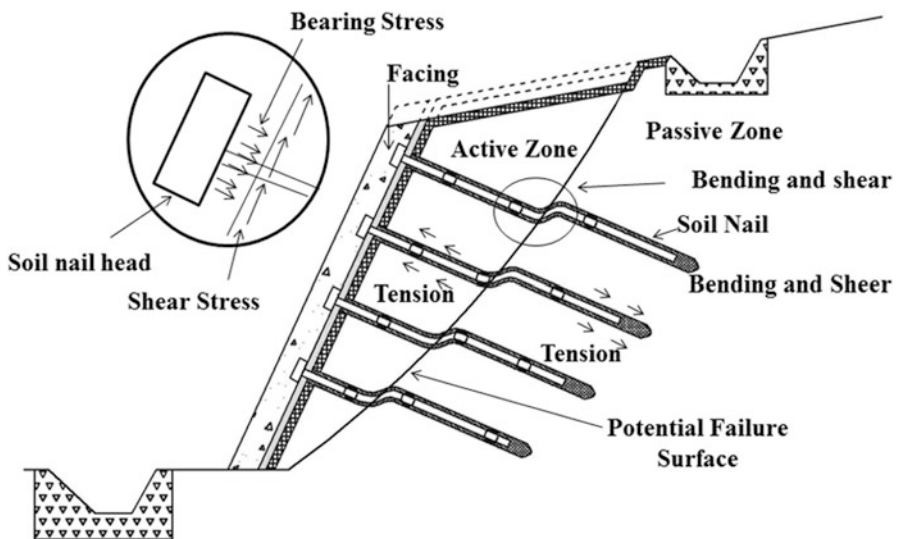 Bearing Stress
Facing
Passive Zone
Active Zone
Bending and shear
Soil Nail
Soil nail head
Shear Stress
Tension
Bending and Sheer
Tension
Potential Failure
Surface